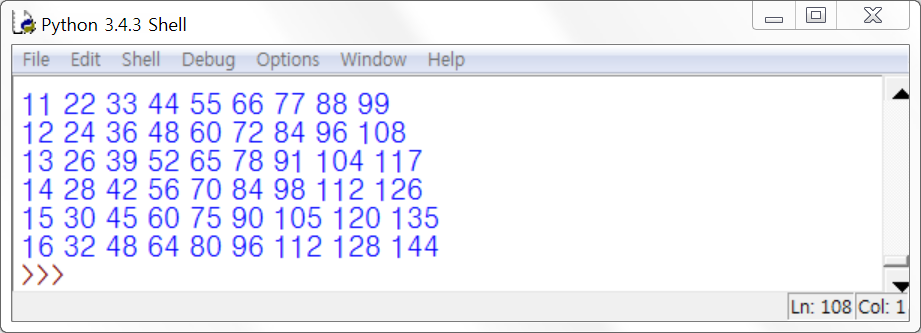 Python 3.4.3 Shell
File Edit Shell Debug Options Window Help
11 22 33 44 55 66 77 88 99
12 24 36 48 60 72 84 96 108
13 26 39 52 65 78 91 104 117
14 28 42 56 70 84 98 112 126
15 30 45 60 75 90 105 120 135
16 32 48 64 80 96 112 128 144
>>>
Ln: 108 Col: 1